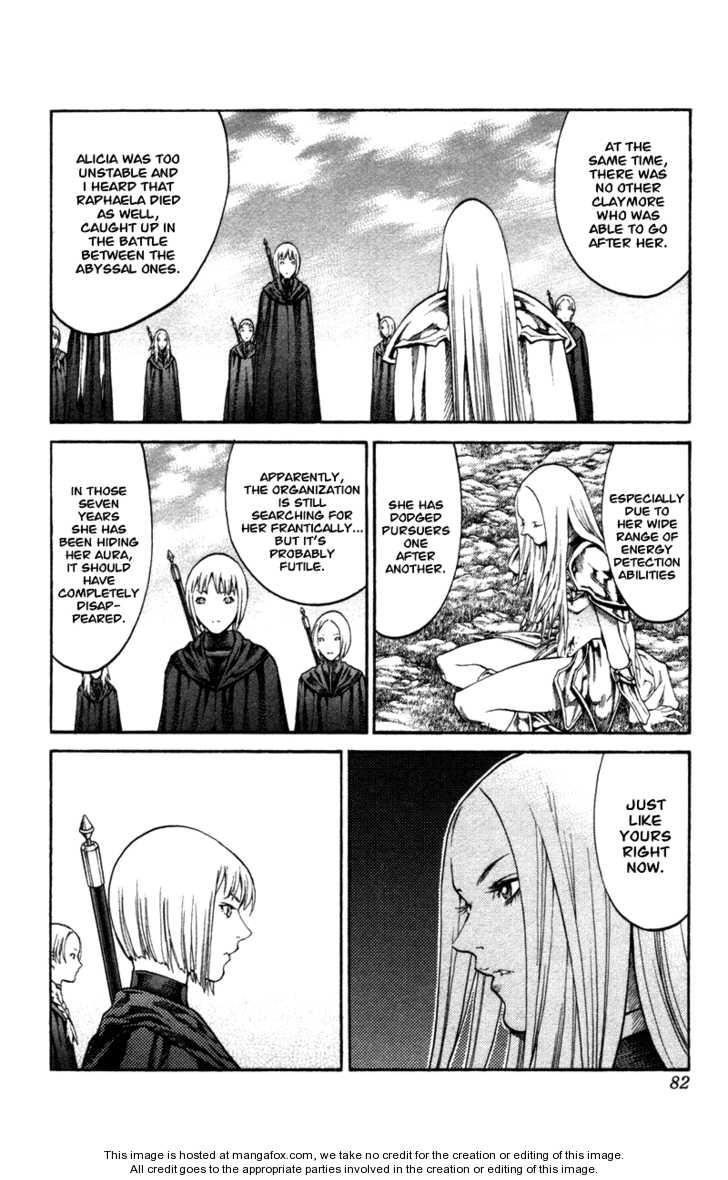 AT THE
SAME TIME,
THERE WAS
NO OTHER
CLAYMORE
WHO WAS
ABLE TO GO
AFTER HER.
ALICIA WAS TOO
UNSTABLE AND
I HEARD THAT
RAPHAELA DIED
AS WELL,
CAUGHT UP IN
THE BATTLE
BETWEEN THE
ABYSSAL ONES.
ESPECIALLY
DUE TO
HER WIDE
RANGE OF
ENERGY
DETECTION
ABILITIES
SHE HAS
DODGED
PURSUERS
ONE
AFTER
ANOTHER.
APPARENTLY,
THE ORGANIZATION
IS STILL
SEARCHING FOR
HER FRANTICALLY...
BUT IT'S
PROBABLY
FUTILE.
IN THOSE
SEVEN
YEARS
SHE HAS
BEEN HIDING
HER AURA,
IT SHOULD
HAVE
COMPLETELY
DISAP-
PEARED.
JUST
LIKE
YOURS
RIGHT
NOW.
82
This image is hosted at mangafox.com, we take no credit for the creation or editing of this image.
All credit goes to the appropriate parties involved in the creation or editing of this image.